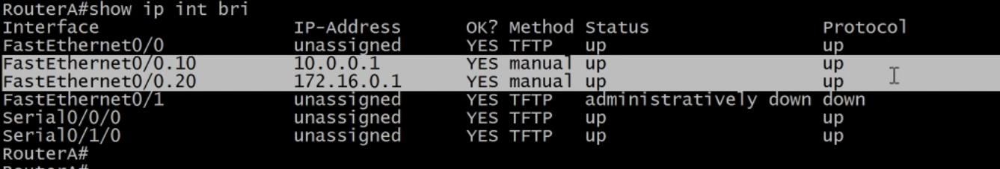 RouterA#show ip int bri
Interface IP-Address OK? Method Status Protocol
FastEthernet0/0 unassigned YES TFTP up up
FastEthernet0/0.10 10.0.0.1 YES manual up up
FastEthernet0/0.20 172.16.0.1 YES manual up up
FastEthernet0/1 unassigned YES TFTP administratively down down
Serial0/0/0 unassigned YES TFTP up up
Serial0/1/0 unassigned YES TFTP up up
RouterA#
RouterA#